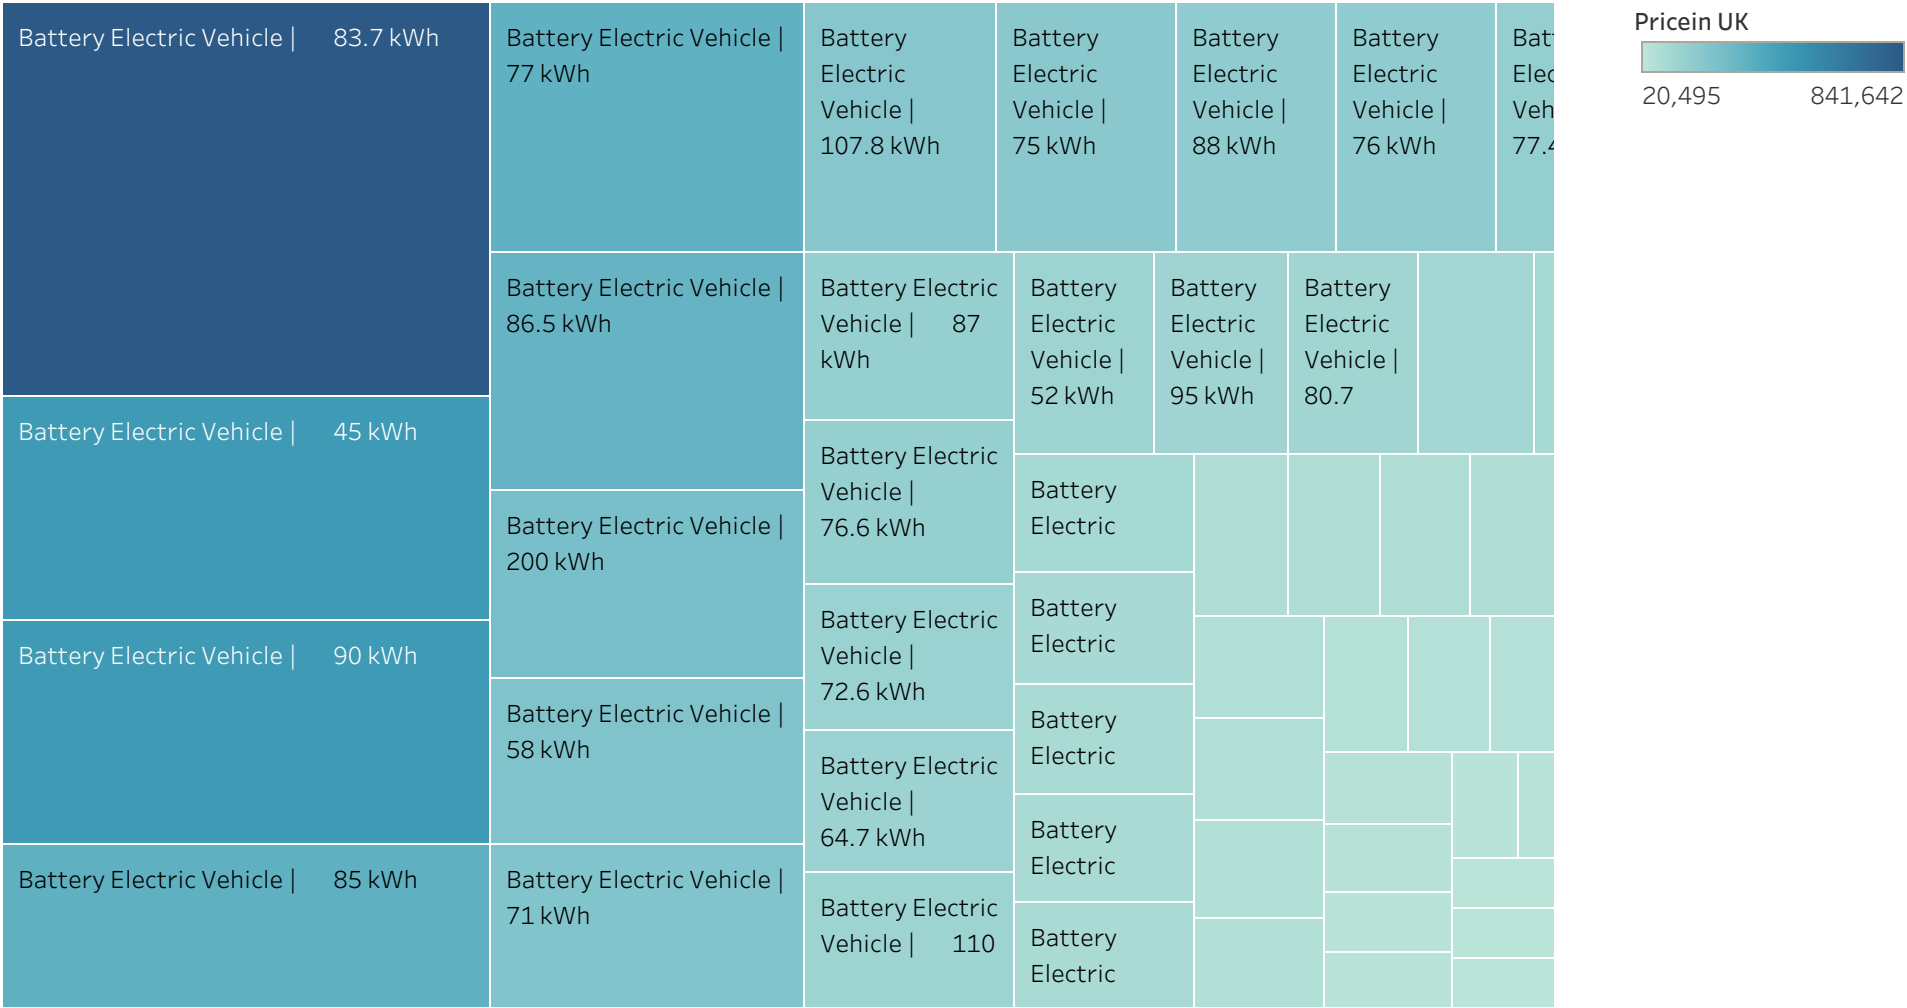 Battery Electric Vehicle | 83.7 kWh
Battery Electric Vehicle | 45 kWh
Battery Electric Vehicle | 90 kWh
Battery Electric Vehicle | 85 kWh
Battery Electric Vehicle |
77 kWh
Battery Electric Vehicle |
86.5 kWh
Battery Electric Vehicle |
200 kWh
Battery Electric Vehicle |
58 kWh
Battery Electric Vehicle |
71 kWh
Battery
Electric
Vehicle |
107.8 kWh
Battery
Electric
Vehicle |
75 kWh
Battery
Electric
Vehicle |
88 kWh
Battery
Electric
Vehicle |
76 kWh
Battery Electric
Vehicle | 87
kWh
Battery Electric
Vehicle |
76.6 kWh
Battery Electric
Vehicle |
72.6 kWh
Battery Electric
Vehicle |
64.7 kWh
Battery Electric
Vehicle | 110
Battery
Electric
Vehicle |
52 kWh
Battery
Electric
Vehicle |
95 kWh
Battery
Electric
Vehicle |
80.7
Battery
Electric
Battery
Electric
Battery
Electric
Battery
Electric
Battery
Electric
Pricein UK
20,495 841,642